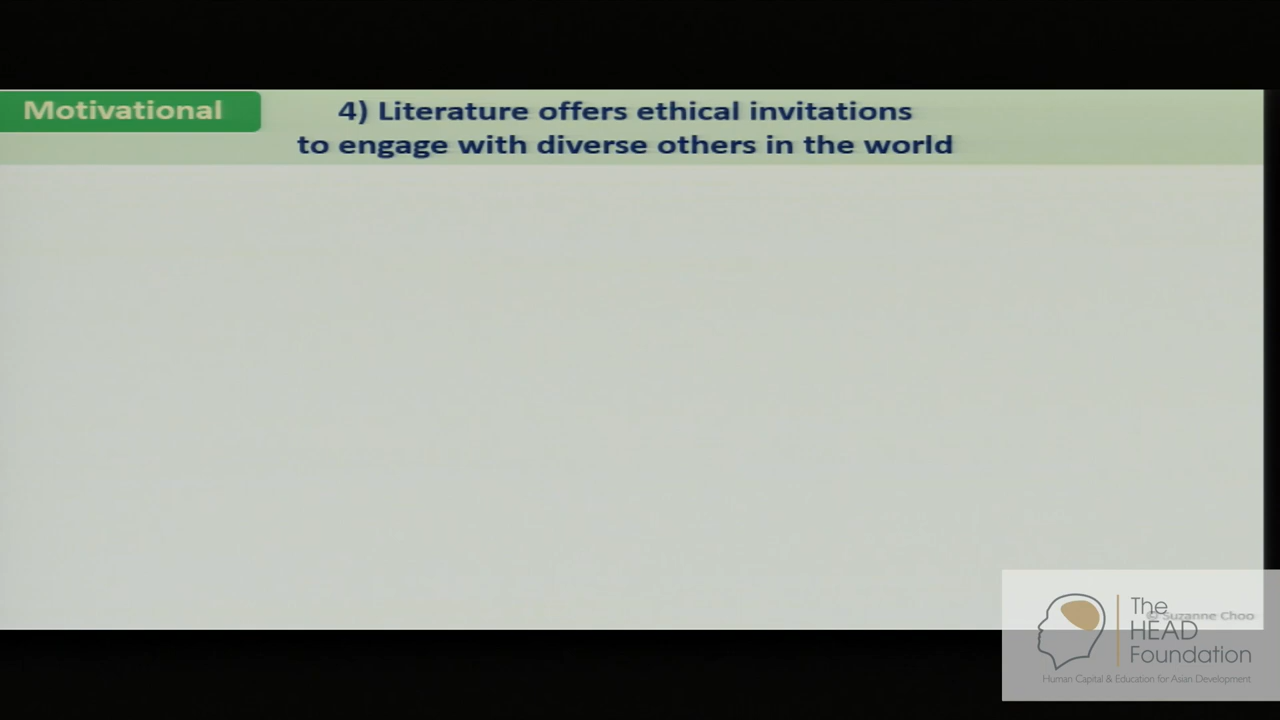 Motivational
4) Literature offers ethical invitations
to engage with diverse others in the world
© Suzanne Choo
The
HEAD
Foundation
Human Capital & Education for Asian Development